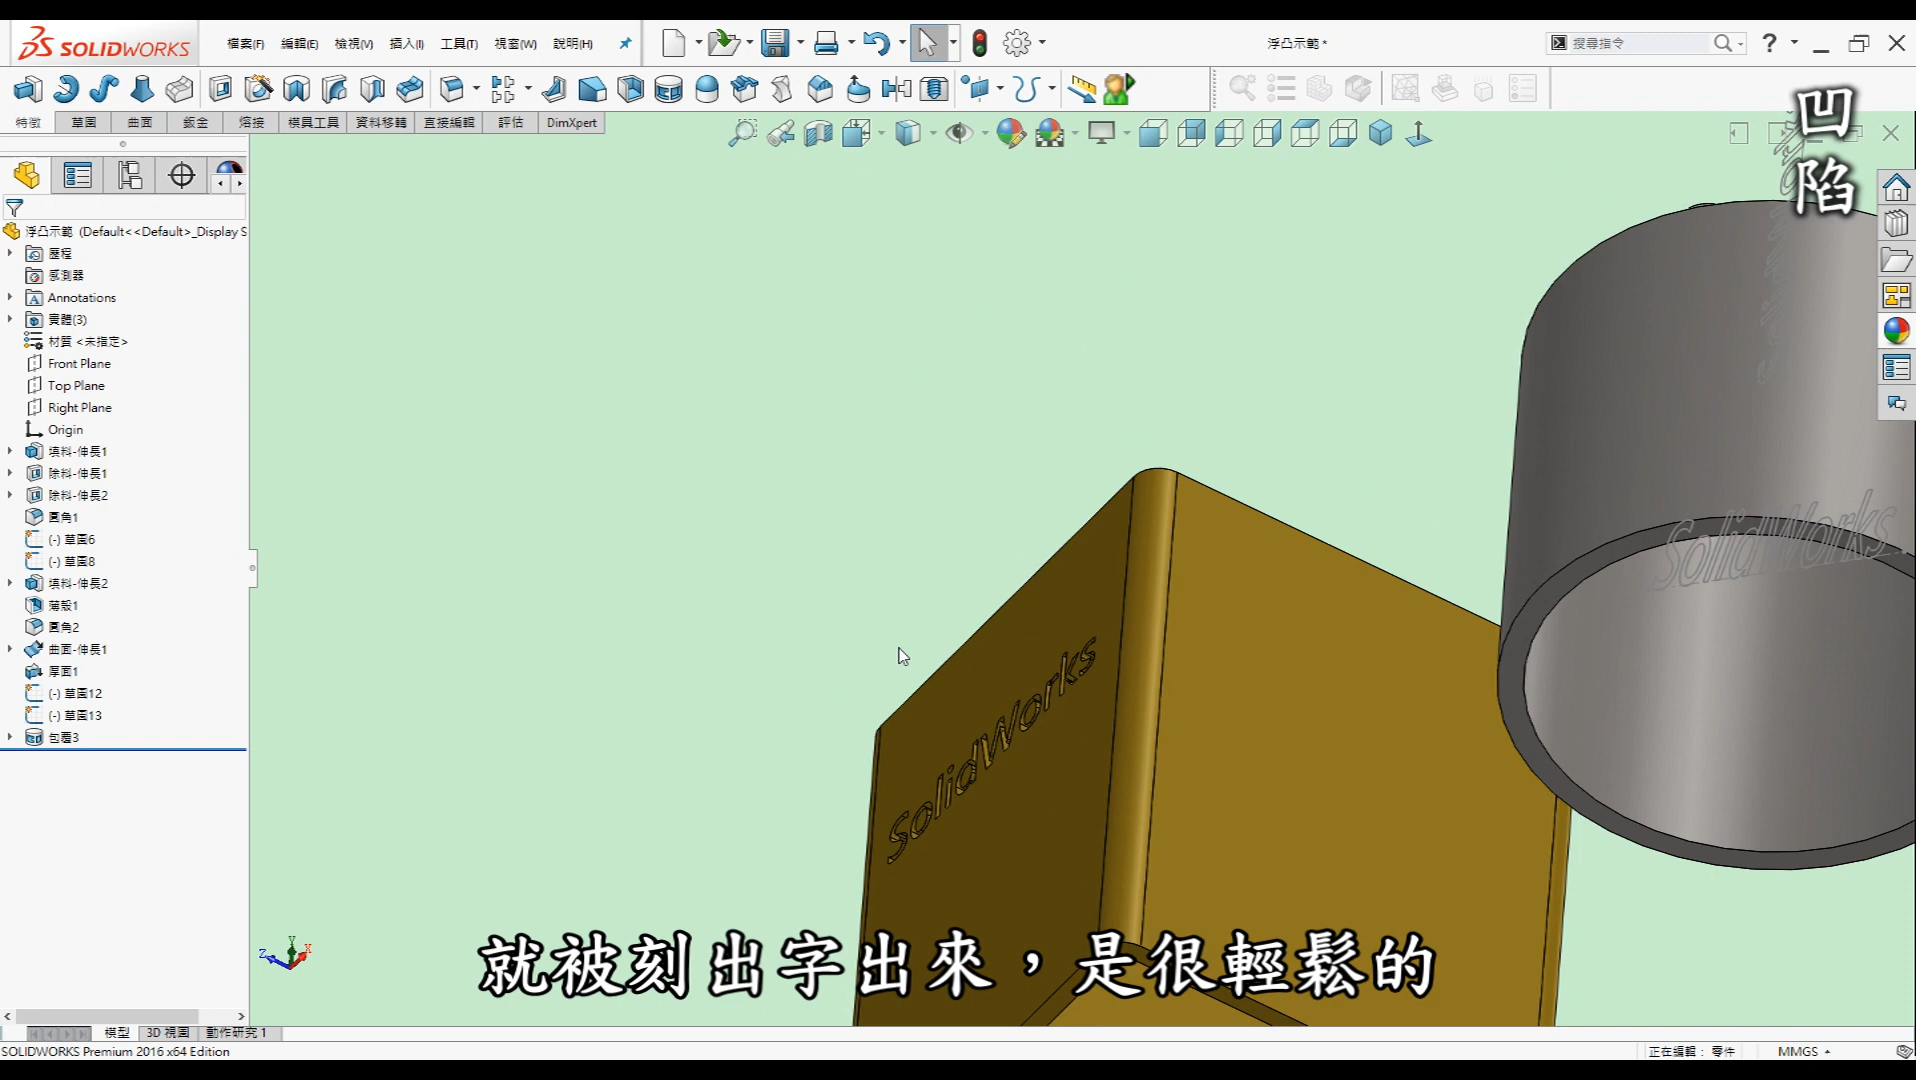 SOLIDWORKS
檔案(F) 編輯(E) 檢視(V) 插入(I) 工具(T) 視窗(W) 說明(H)
浮凸示範 *
搜尋指令
特徵 草圖 曲面 鈑金 熔接 模具工具 資料移轉 直接編輯 評估 DimXpert
凹陷
浮凸示範 (Default<<Default>_Display S
歷程
感測器
Annotations
實體(3)
材質 <未指定>
Front Plane
Top Plane
Right Plane
Origin
填料-伸長1
除料-伸長1
除料-伸長2
圓角1
(-) 草圖6
(-) 草圖8
填料-伸長2
薄殼1
圓角2
曲面-伸長1
厚面1
(-) 草圖12
(-) 草圖13
包覆3
SolidWorks
SolidWorks
就被刻出字出來，是很輕鬆的
Z Y X
模型 3D 視圖 動作研究 1
SOLIDWORKS Premium 2016 x64 Edition
正在編輯： 零件 MMGS